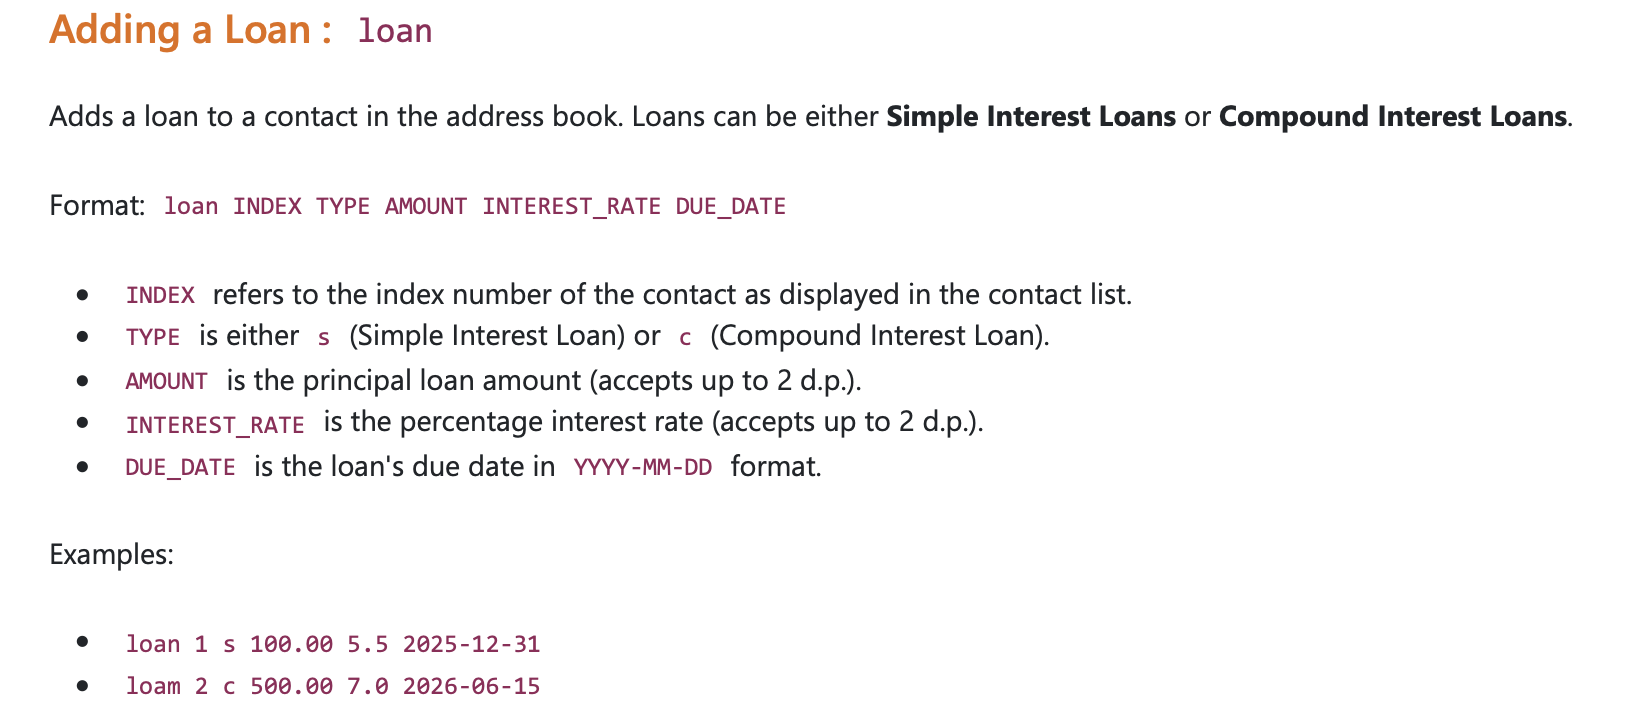 Adding a Loan : loan
Adds a loan to a contact in the address book. Loans can be either Simple Interest Loans or Compound Interest Loans.
Format: loan INDEX TYPE AMOUNT INTEREST_RATE DUE_DATE
• INDEX refers to the index number of the contact as displayed in the contact list.
• TYPE is either s (Simple Interest Loan) or c (Compound Interest Loan).
• AMOUNT is the principal loan amount (accepts up to 2 d.p.).
• INTEREST_RATE is the percentage interest rate (accepts up to 2 d.p.).
• DUE_DATE is the loan's due date in YYYY-MM-DD format.
Examples:
• loan 1 s 100.00 5.5 2025-12-31
• loam 2 c 500.00 7.0 2026-06-15